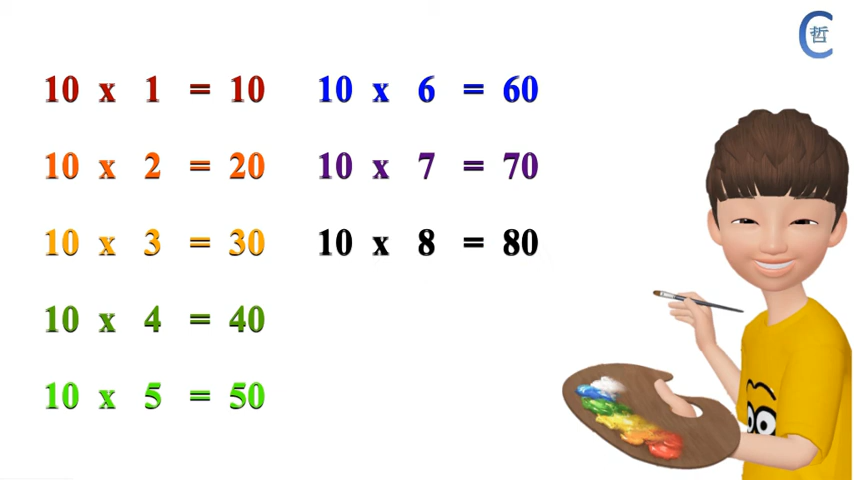 哲
10 x 1 = 10
10 x 2 = 20
10 x 3 = 30
10 x 4 = 40
10 x 5 = 50
10 x 6 = 60
10 x 7 = 70
10 x 8 = 80